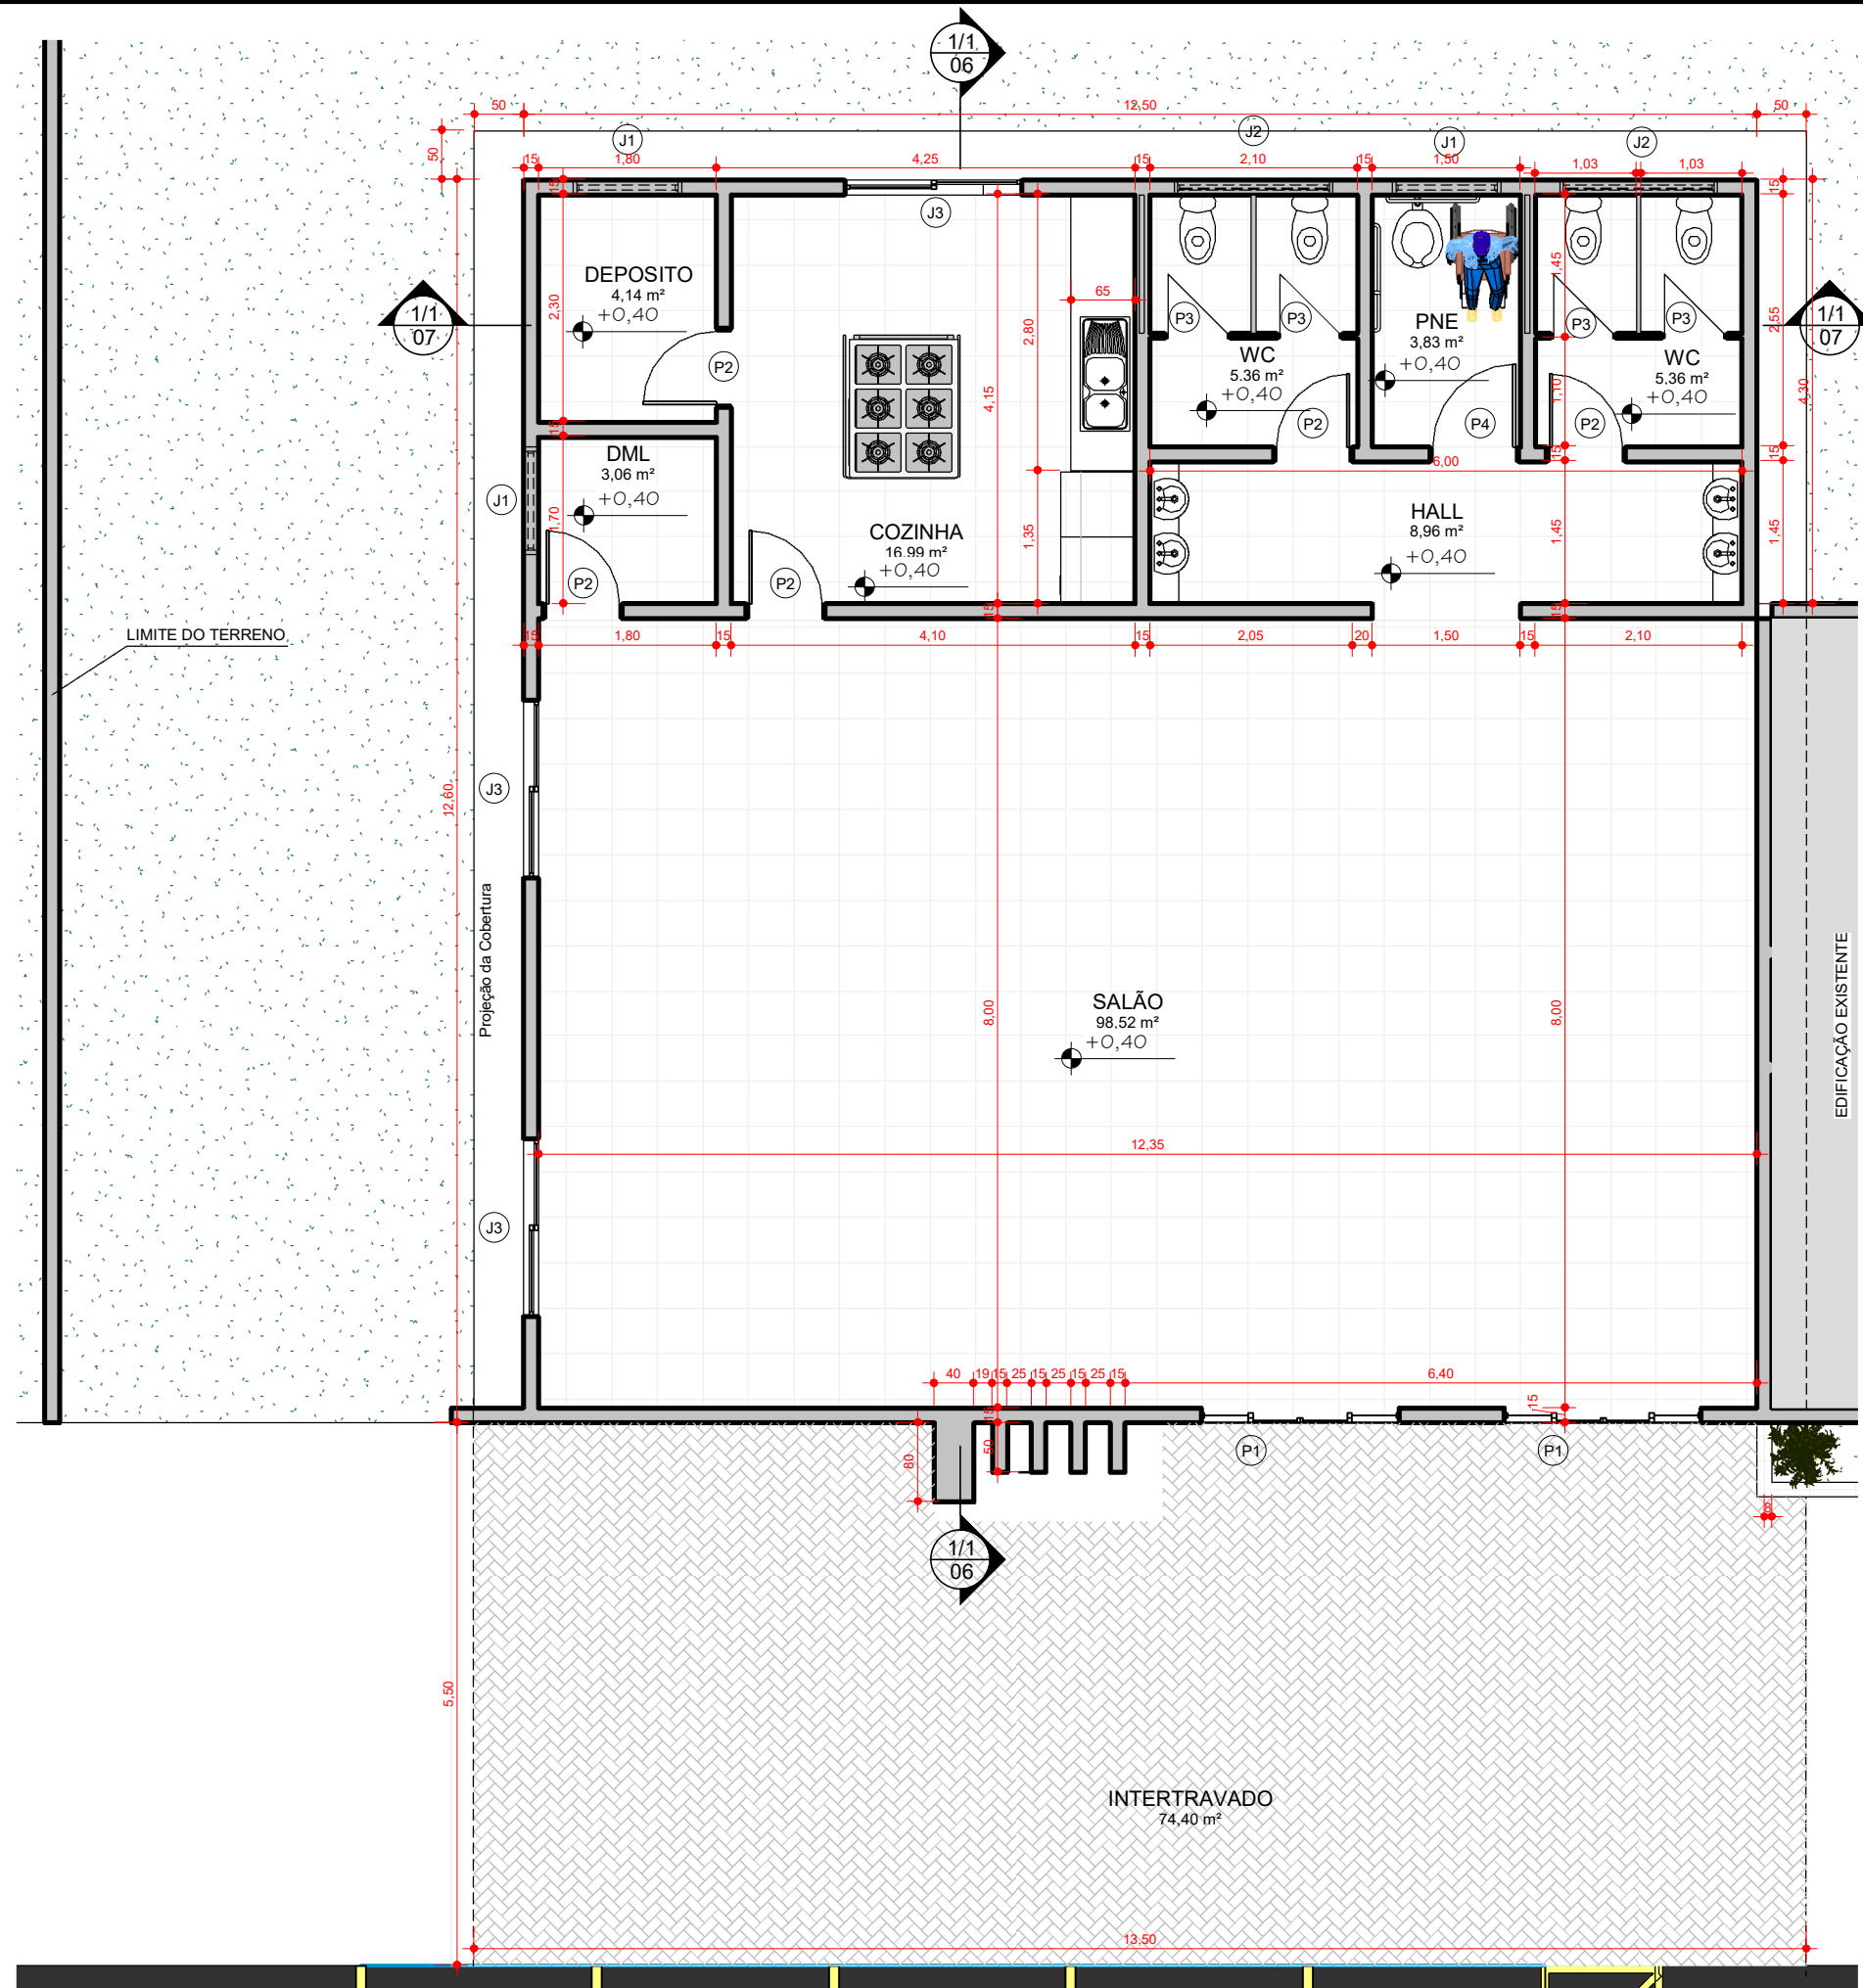 1/1
06
50
12,50
50
50
J1
J2
J1
J2
15
1,80
4,25
15
2,10
15
1,50
1,03
1,03
15
15
J3
DEPOSITO
4,14 m²
+0,40
2,30
65
1,45
2,55
1/1
07
1/1
07
P3
P3
P3
P3
PNE
3,83 m²
+0,40
2,80
P2
WC
5.36 m²
+0,40
WC
5,36 m²
+0,40
4,15
1,10
4,30
P2
P4
P2
15
DML
3,06 m²
+0,40
15
15
6,00
J1
1,70
COZINHA
16.99 m²
+0,40
1,35
HALL
8,96 m²
+0,40
1,45
1,45
P2
P2
15
15
LIMITE DO TERRENO
15
1,80
15
4,10
15
2,05
20
1,50
15
2,10
12,60
J3
Projeção da Cobertura
EDIFICAÇÃO EXISTENTE
SALÃO
98,52 m²
+0,40
8,00
8,00
12,35
J3
40
19
15
25
15
25
15
25
15
6,40
15
15
80
50
P1
P1
8
1/1
06
5,50
INTERTRAVADO
74,40 m²
13,50